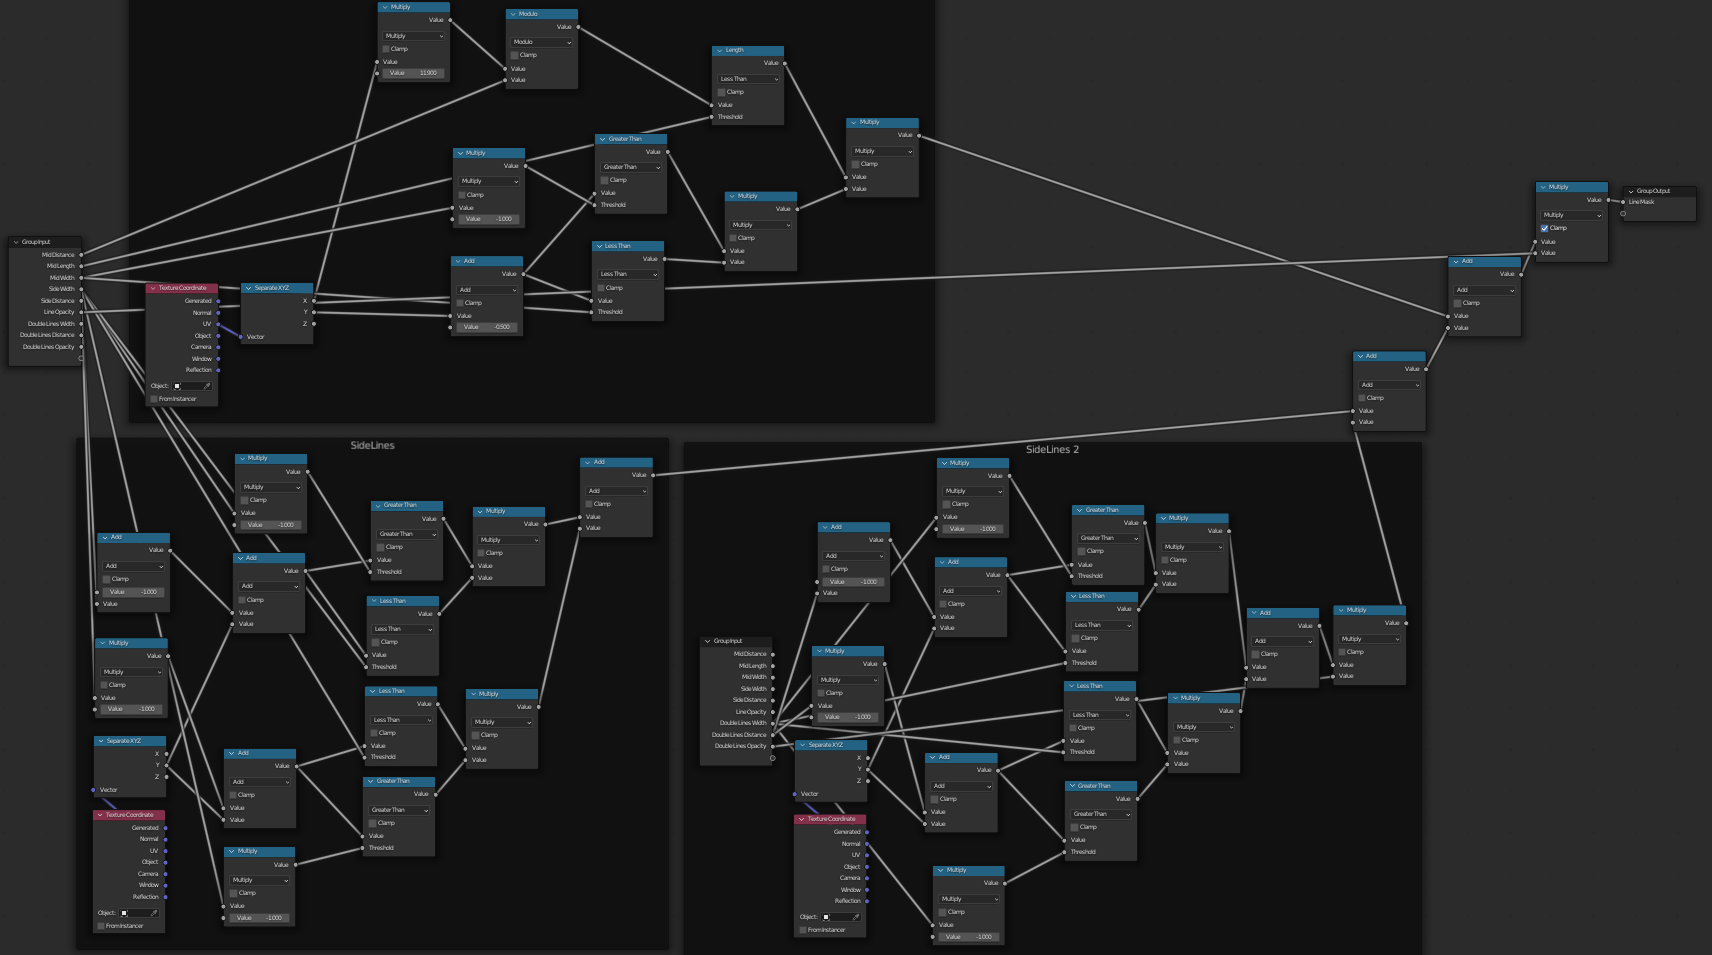 Multiply
Value
Multiply
Clamp
Value
Value 11.900
Modulo
Value
Modulo
Clamp
Value
Value
Length
Value
Less Than
Clamp
Value
Threshold
Multiply
Value
Multiply
Clamp
Value
Value
Greater Than
Value
Greater Than
Clamp
Value
Threshold
Multiply
Value
Multiply
Clamp
Value
Value -1.000
Multiply
Value
Multiply
Clamp
Value
Value
Less Than
Value
Less Than
Clamp
Value
Threshold
Add
Value
Add
Clamp
Value
Value -0.500
Group Input
Mid Distance
Mid Length
Mid Width
Side Width
Side Distance
Line Opacity
Double Lines Width
Double Lines Distance
Double Lines Opacity
Texture Coordinate
Generated
Normal
UV
Object
Camera
Window
Reflection
Object:
From Instancer
Separate XYZ
X
Y
Z
Vector
Multiply
Value
Multiply
Clamp
Value
Value
Group Output
Line Mask
Add
Value
Add
Clamp
Value
Value
Add
Value
Add
Clamp
Value
Value
SideLines
Multiply
Value
Multiply
Clamp
Value
Value -1.000
Add
Value
Add
Clamp
Value
Value
Greater Than
Value
Greater Than
Clamp
Value
Threshold
Multiply
Value
Multiply
Clamp
Value
Value
Add
Value
Add
Clamp
Value -1.000
Value
Add
Value
Add
Clamp
Value
Value
Less Than
Value
Less Than
Clamp
Value
Threshold
Multiply
Value
Multiply
Clamp
Value
Value -1.000
Less Than
Value
Less Than
Clamp
Value
Threshold
Multiply
Value
Multiply
Clamp
Value
Value
Separate XYZ
X
Y
Z
Vector
Add
Value
Add
Clamp
Value
Value
Greater Than
Value
Greater Than
Clamp
Value
Threshold
Texture Coordinate
Generated
Normal
UV
Object
Camera
Window
Reflection
Object:
From Instancer
Multiply
Value
Multiply
Clamp
Value
Value -1.000
SideLines 2
Multiply
Value
Multiply
Clamp
Value
Value -1.000
Add
Value
Add
Clamp
Value -1.000
Value
Greater Than
Value
Greater Than
Clamp
Value
Threshold
Multiply
Value
Multiply
Clamp
Value
Value
Add
Value
Add
Clamp
Value
Value
Less Than
Value
Less Than
Clamp
Value
Threshold
Add
Value
Add
Clamp
Value
Value
Multiply
Value
Multiply
Clamp
Value
Value
Group Input
Mid Distance
Mid Length
Mid Width
Side Width
Side Distance
Line Opacity
Double Lines Width
Double Lines Distance
Double Lines Opacity
Multiply
Value
Multiply
Clamp
Value
Value -1.000
Less Than
Value
Less Than
Clamp
Value
Threshold
Multiply
Value
Multiply
Clamp
Value
Value
Separate XYZ
X
Y
Z
Vector
Add
Value
Add
Clamp
Value
Value
Greater Than
Value
Greater Than
Clamp
Value
Threshold
Texture Coordinate
Generated
Normal
UV
Object
Camera
Window
Reflection
Object:
From Instancer
Multiply
Value
Multiply
Clamp
Value
Value -1.000